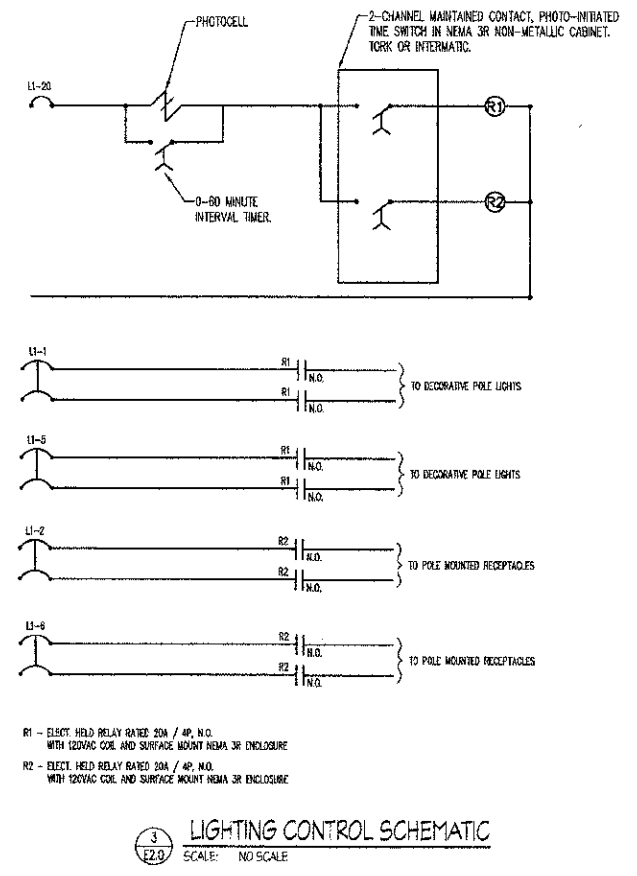 PHOTOCELL
2-CHANNEL MAINTAINED CONTACT, PHOTO-INITIATED
TIME SWITCH IN NEMA 3R NON-METALLIC CABINET.
TORK OR INTERMATIC.
L1-20
R1
0-60 MINUTE
INTERVAL TIMER.
R2
L1-1
R1
N.O.
R1
N.O.
TO DECORATIVE POLE LIGHTS
L1-5
R1
N.O.
R1
N.O.
TO DECORATIVE POLE LIGHTS
L1-2
R2
N.O.
R2
N.O.
TO POLE MOUNTED RECEPTACLES
L1-6
R2
N.O.
R2
N.O.
TO POLE MOUNTED RECEPTACLES
R1 - ELECT. HELD RELAY RATED 20A / 4P, N.O.
WITH 120VAC COIL AND SURFACE MOUNT NEMA 3R ENCLOSURE
R2 - ELECT. HELD RELAY RATED 20A / 4P, N.O.
WITH 120VAC COIL AND SURFACE MOUNT NEMA 3R ENCLOSURE
3
E2.0
LIGHTING CONTROL SCHEMATIC
SCALE: NO SCALE